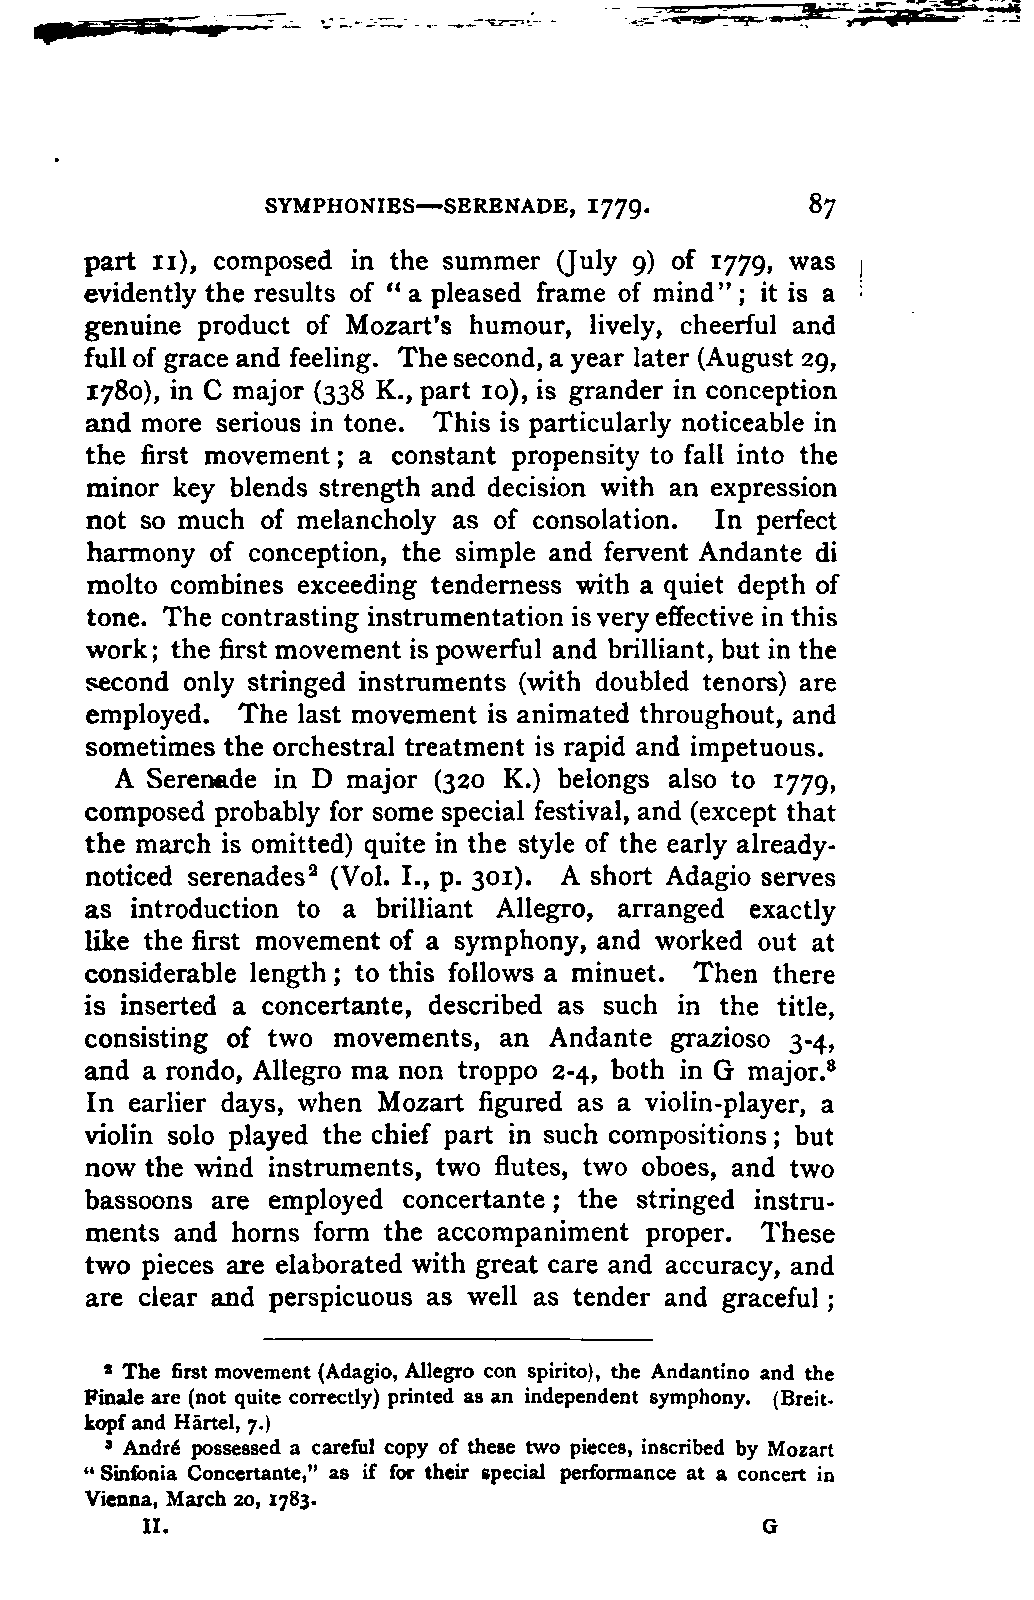 SYMPHONIES—SERENADE, 1779. 87
part 11), composed in the summer (July 9) of 1779, was
evidently the results of “ a pleased frame of mind” ; it is a
genuine product of Mozart's humour, lively, cheerful and
full of grace and feeling. The second, a year later (August 29,
1780), in C major (338 K., part 10), is grander in conception
and more serious in tone. This is particularly noticeable in
the first movement ; a constant propensity to fall into the
minor key blends strength and decision with an expression
not so much of melancholy as of consolation. In perfect
harmony of conception, the simple and fervent Andante di
molto combines exceeding tenderness with a quiet depth of
tone. The contrasting instrumentation is very effective in this
work ; the first movement is powerful and brilliant, but in the
second only stringed instruments (with doubled tenors) are
employed. The last movement is animated throughout, and
sometimes the orchestral treatment is rapid and impetuous.
A Serenade in D major (320 K.) belongs also to 1779,
composed probably for some special festival, and (except that
the march is omitted) quite in the style of the early already-
noticed serenades² (Vol. I., p. 301). A short Adagio serves
as introduction to a brilliant Allegro, arranged exactly
like the first movement of a symphony, and worked out at
considerable length ; to this follows a minuet. Then there
is inserted a concertante, described as such in the title,
consisting of two movements, an Andante grazioso 3-4,
and a rondo, Allegro ma non troppo 2-4, both in G major.³
In earlier days, when Mozart figured as a violin-player, a
violin solo played the chief part in such compositions ; but
now the wind instruments, two flutes, two oboes, and two
bassoons are employed concertante ; the stringed instru-
ments and horns form the accompaniment proper. These
two pieces are elaborated with great care and accuracy, and
are clear and perspicuous as well as tender and graceful ;
² The first movement (Adagio, Allegro con spirito), the Andantino and the
Finale are (not quite correctly) printed as an independent symphony. (Breit-
kopf and Härtel, 7.)
³ André possessed a careful copy of these two pieces, inscribed by Mozart
“ Sinfonia Concertante,” as if for their special performance at a concert in
Vienna, March 20, 1783.
II. G